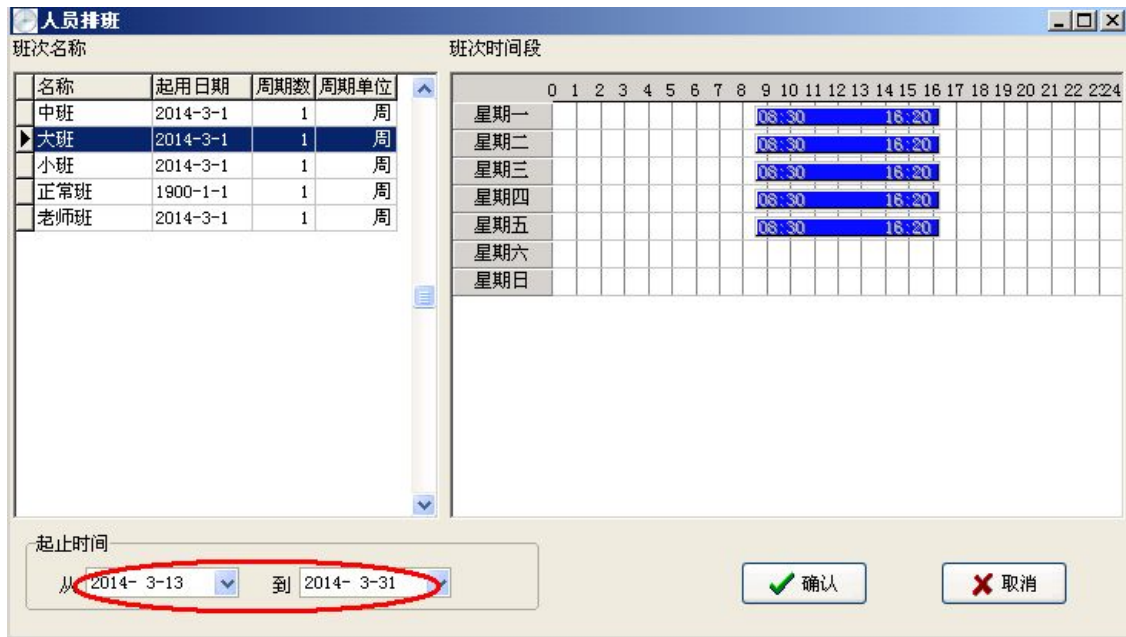 人员排班
班次名称
班次时间段
名称 起用日期 周期数 周期单位
中班 2014-3-1 1 周
大班 2014-3-1 1 周
小班 2014-3-1 1 周
正常班 1900-1-1 1 周
老师班 2014-3-1 1 周
0 1 2 3 4 5 6 7 8 9 10 11 12 13 14 15 16 17 18 19 20 21 22 2324
星期一 08:30 16:20
星期二 08:30 16:20
星期三 08:30 16:20
星期四 08:30 16:20
星期五 08:30 16:20
星期六
星期日
起止时间
从 2014- 3-13 到 2014- 3-31
确认 取消